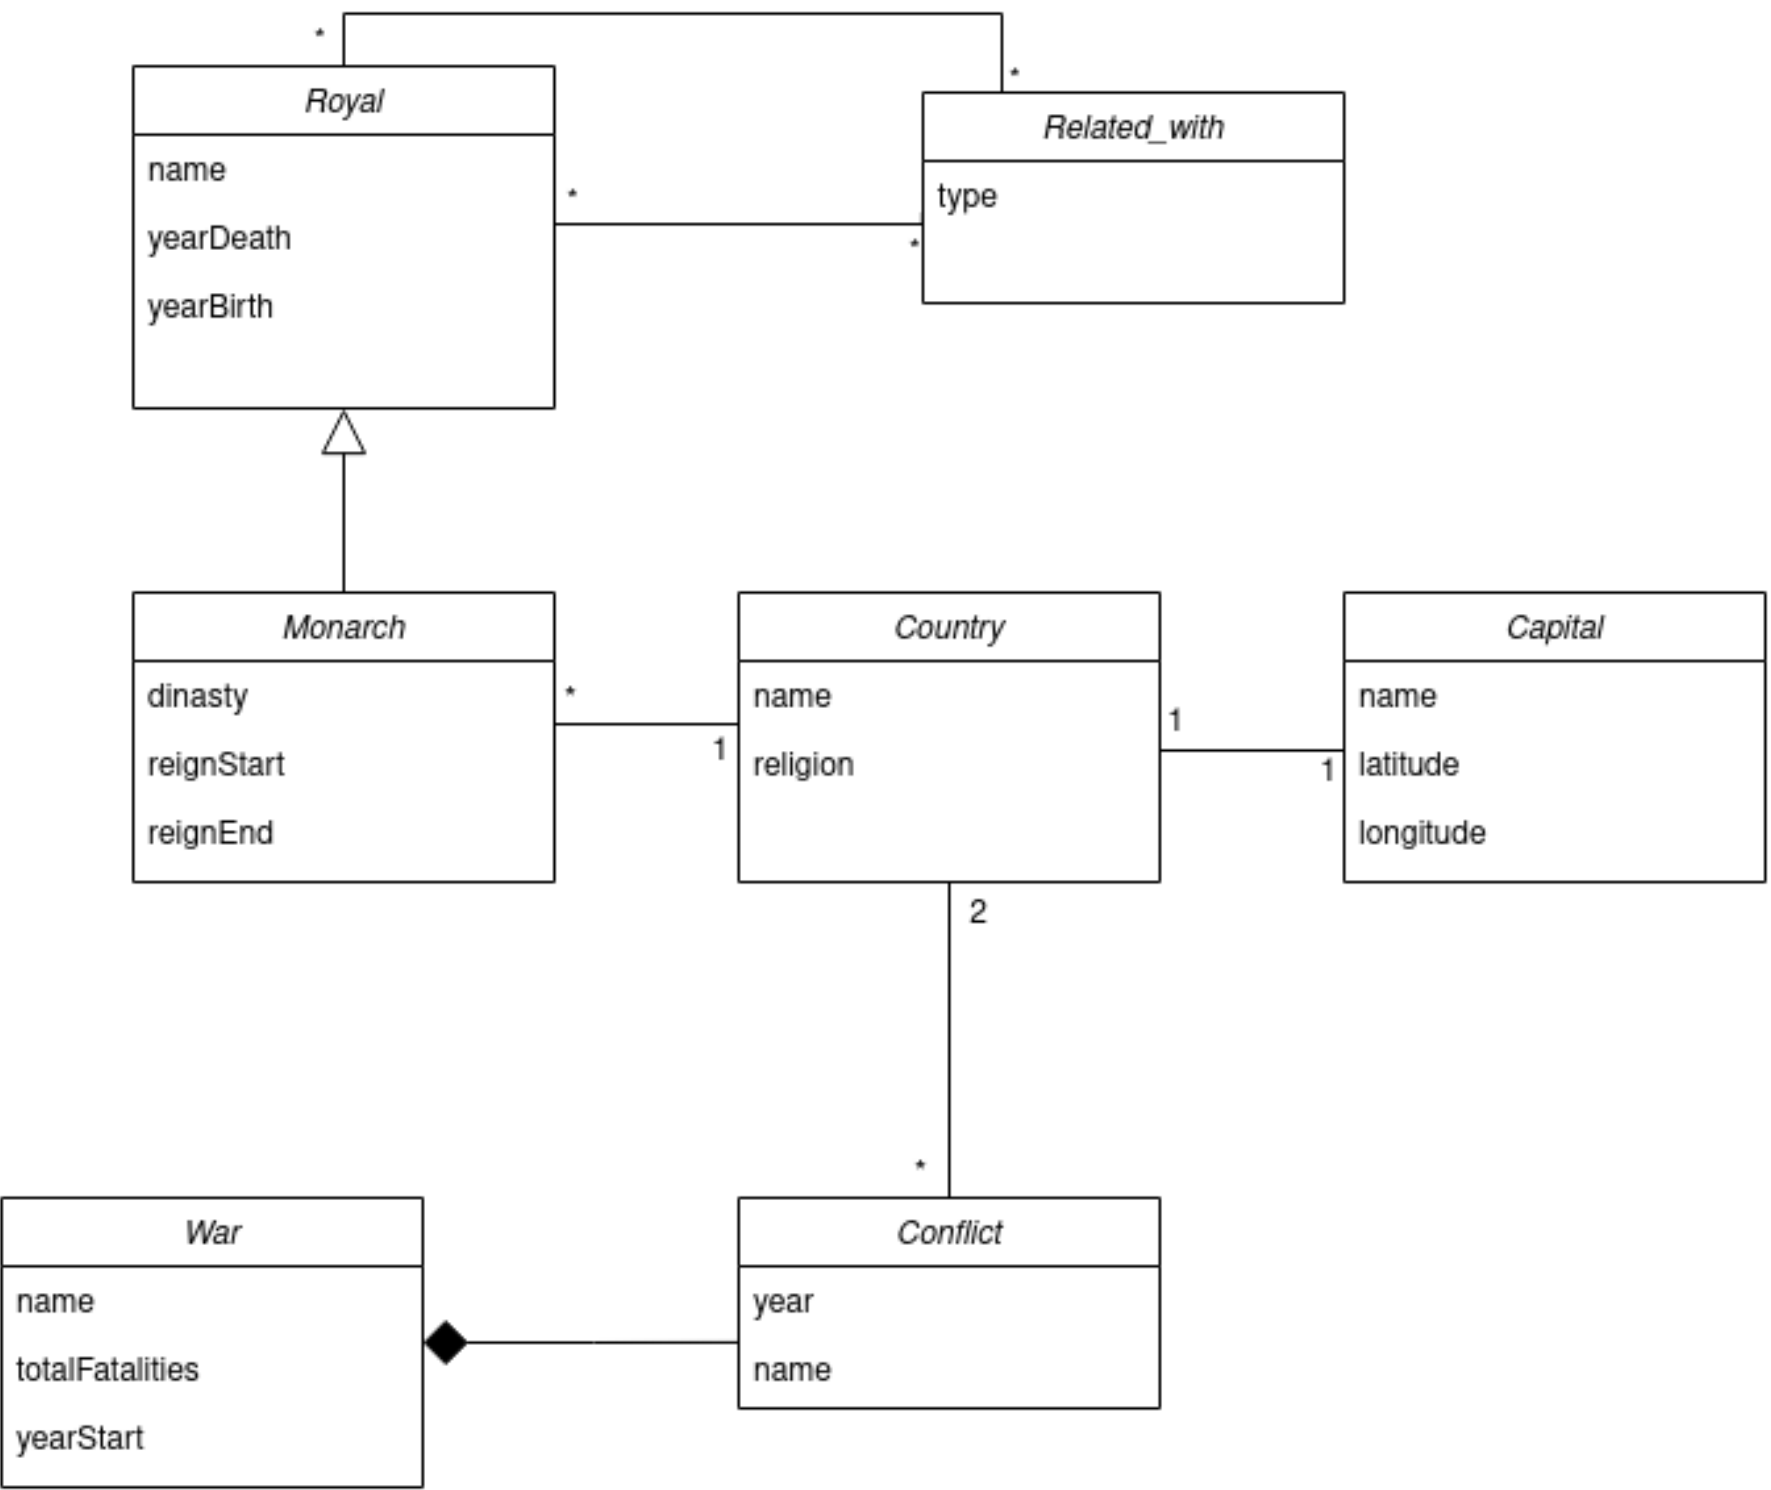 *
*
Royal
name
yearDeath
yearBirth
*
*
Related_with
type
Monarch
dinasty
reignStart
reignEnd
*
1
Country
name
religion
1
1
Capital
name
latitude
longitude
2
*
War
name
totalFatalities
yearStart
Conflict
year
name